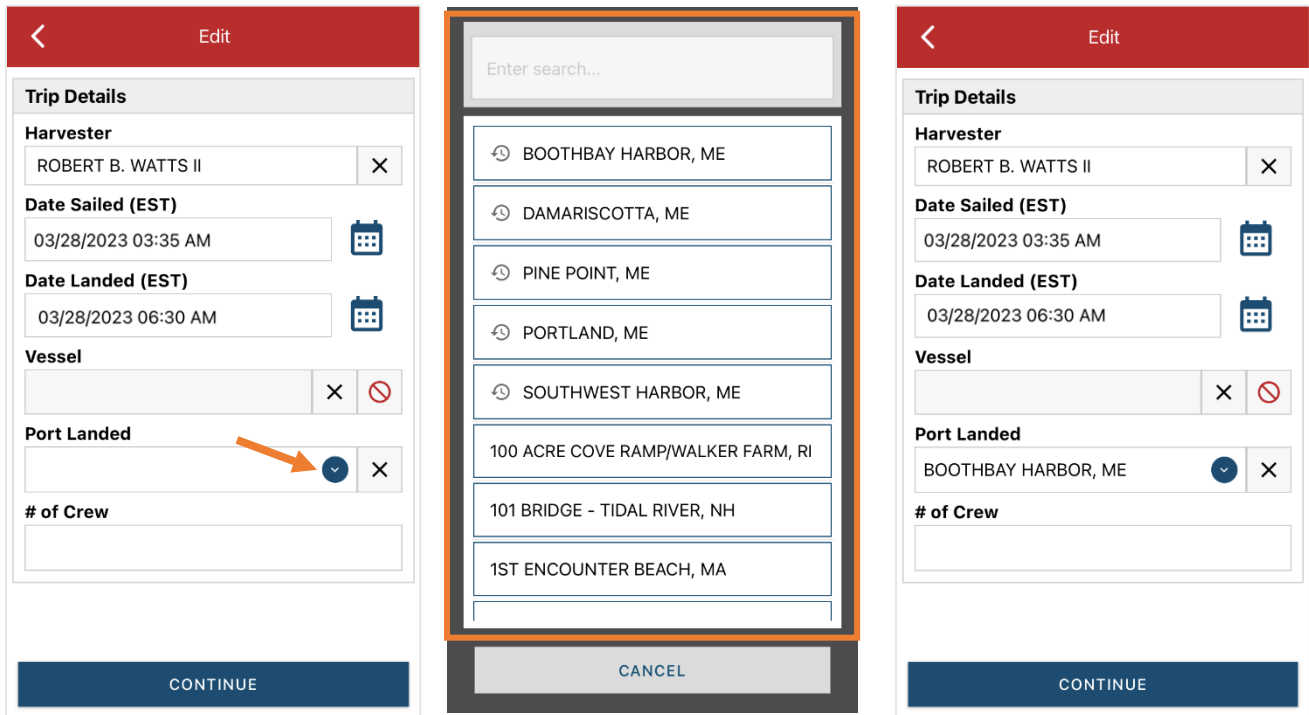 Edit
Trip Details
Harvester
ROBERT B. WATTS II
Date Sailed (EST)
03/28/2023 03:35 AM
Date Landed (EST)
03/28/2023 06:30 AM
Vessel
Port Landed
# of Crew
CONTINUE
Enter search...
BOOTHBAY HARBOR, ME
DAMARISCOTTA, ME
PINE POINT, ME
PORTLAND, ME
SOUTHWEST HARBOR, ME
100 ACRE COVE RAMP/WALKER FARM, RI
101 BRIDGE - TIDAL RIVER, NH
1ST ENCOUNTER BEACH, MA
CANCEL
Edit
Trip Details
Harvester
ROBERT B. WATTS II
Date Sailed (EST)
03/28/2023 03:35 AM
Date Landed (EST)
03/28/2023 06:30 AM
Vessel
Port Landed
BOOTHBAY HARBOR, ME
# of Crew
CONTINUE